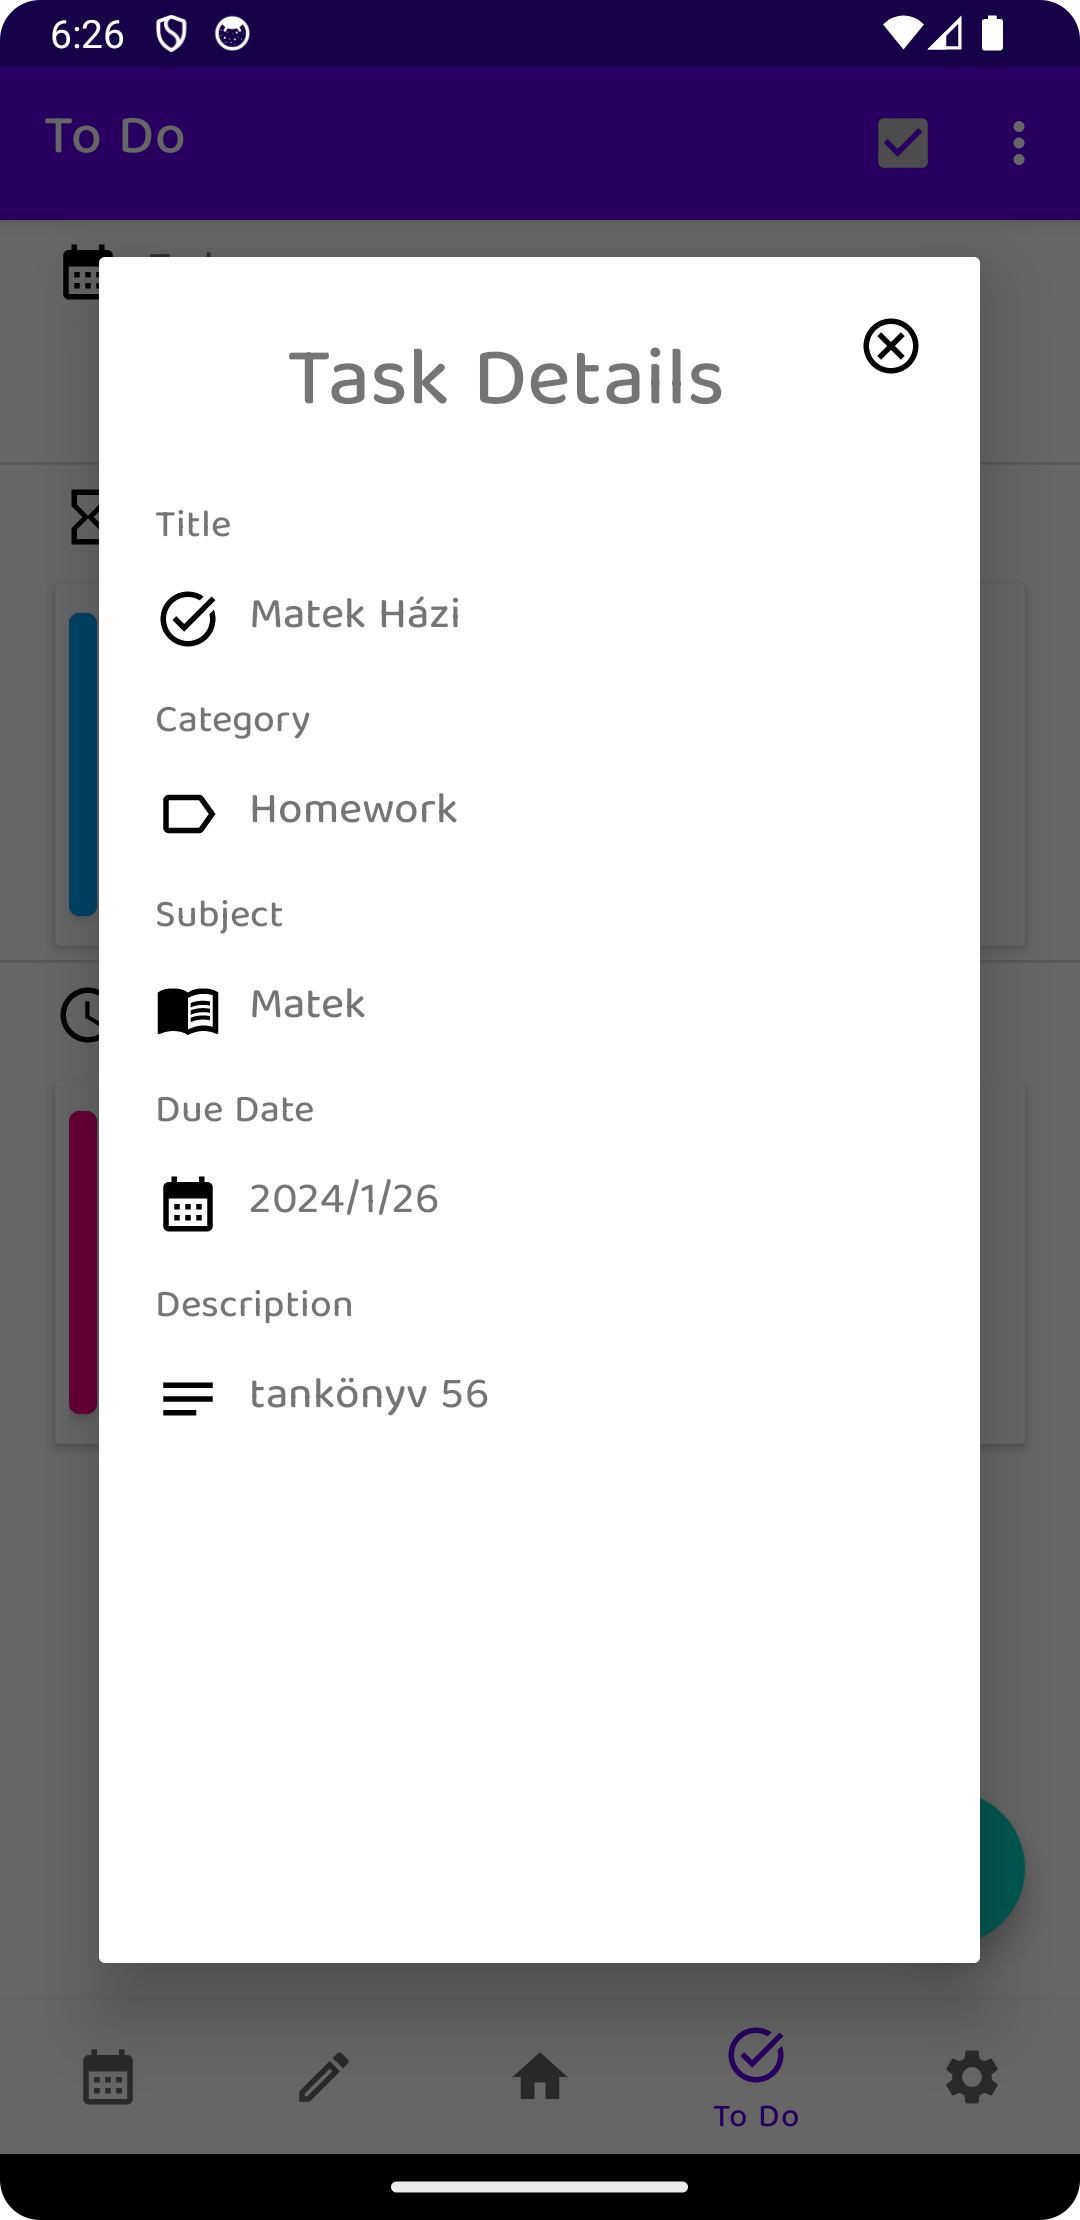 6:26
To Do
Task Details
Title
Matek Házi
Category
Homework
Subject
Matek
Due Date
2024/1/26
Description
tankönyv 56
To Do